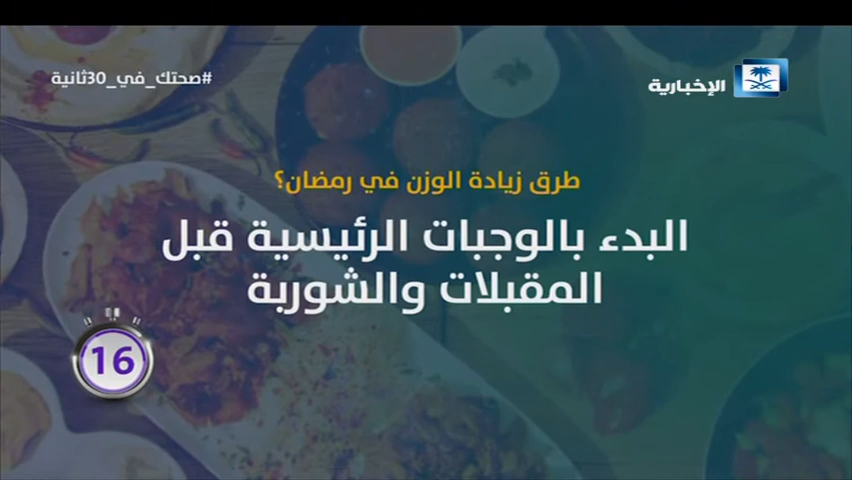 #صحتك_في_30ثانية
الإخبارية
طرق زيادة الوزن في رمضان؟
البدء بالوجبات الرئيسية قبل
المقبلات والشوربة
16